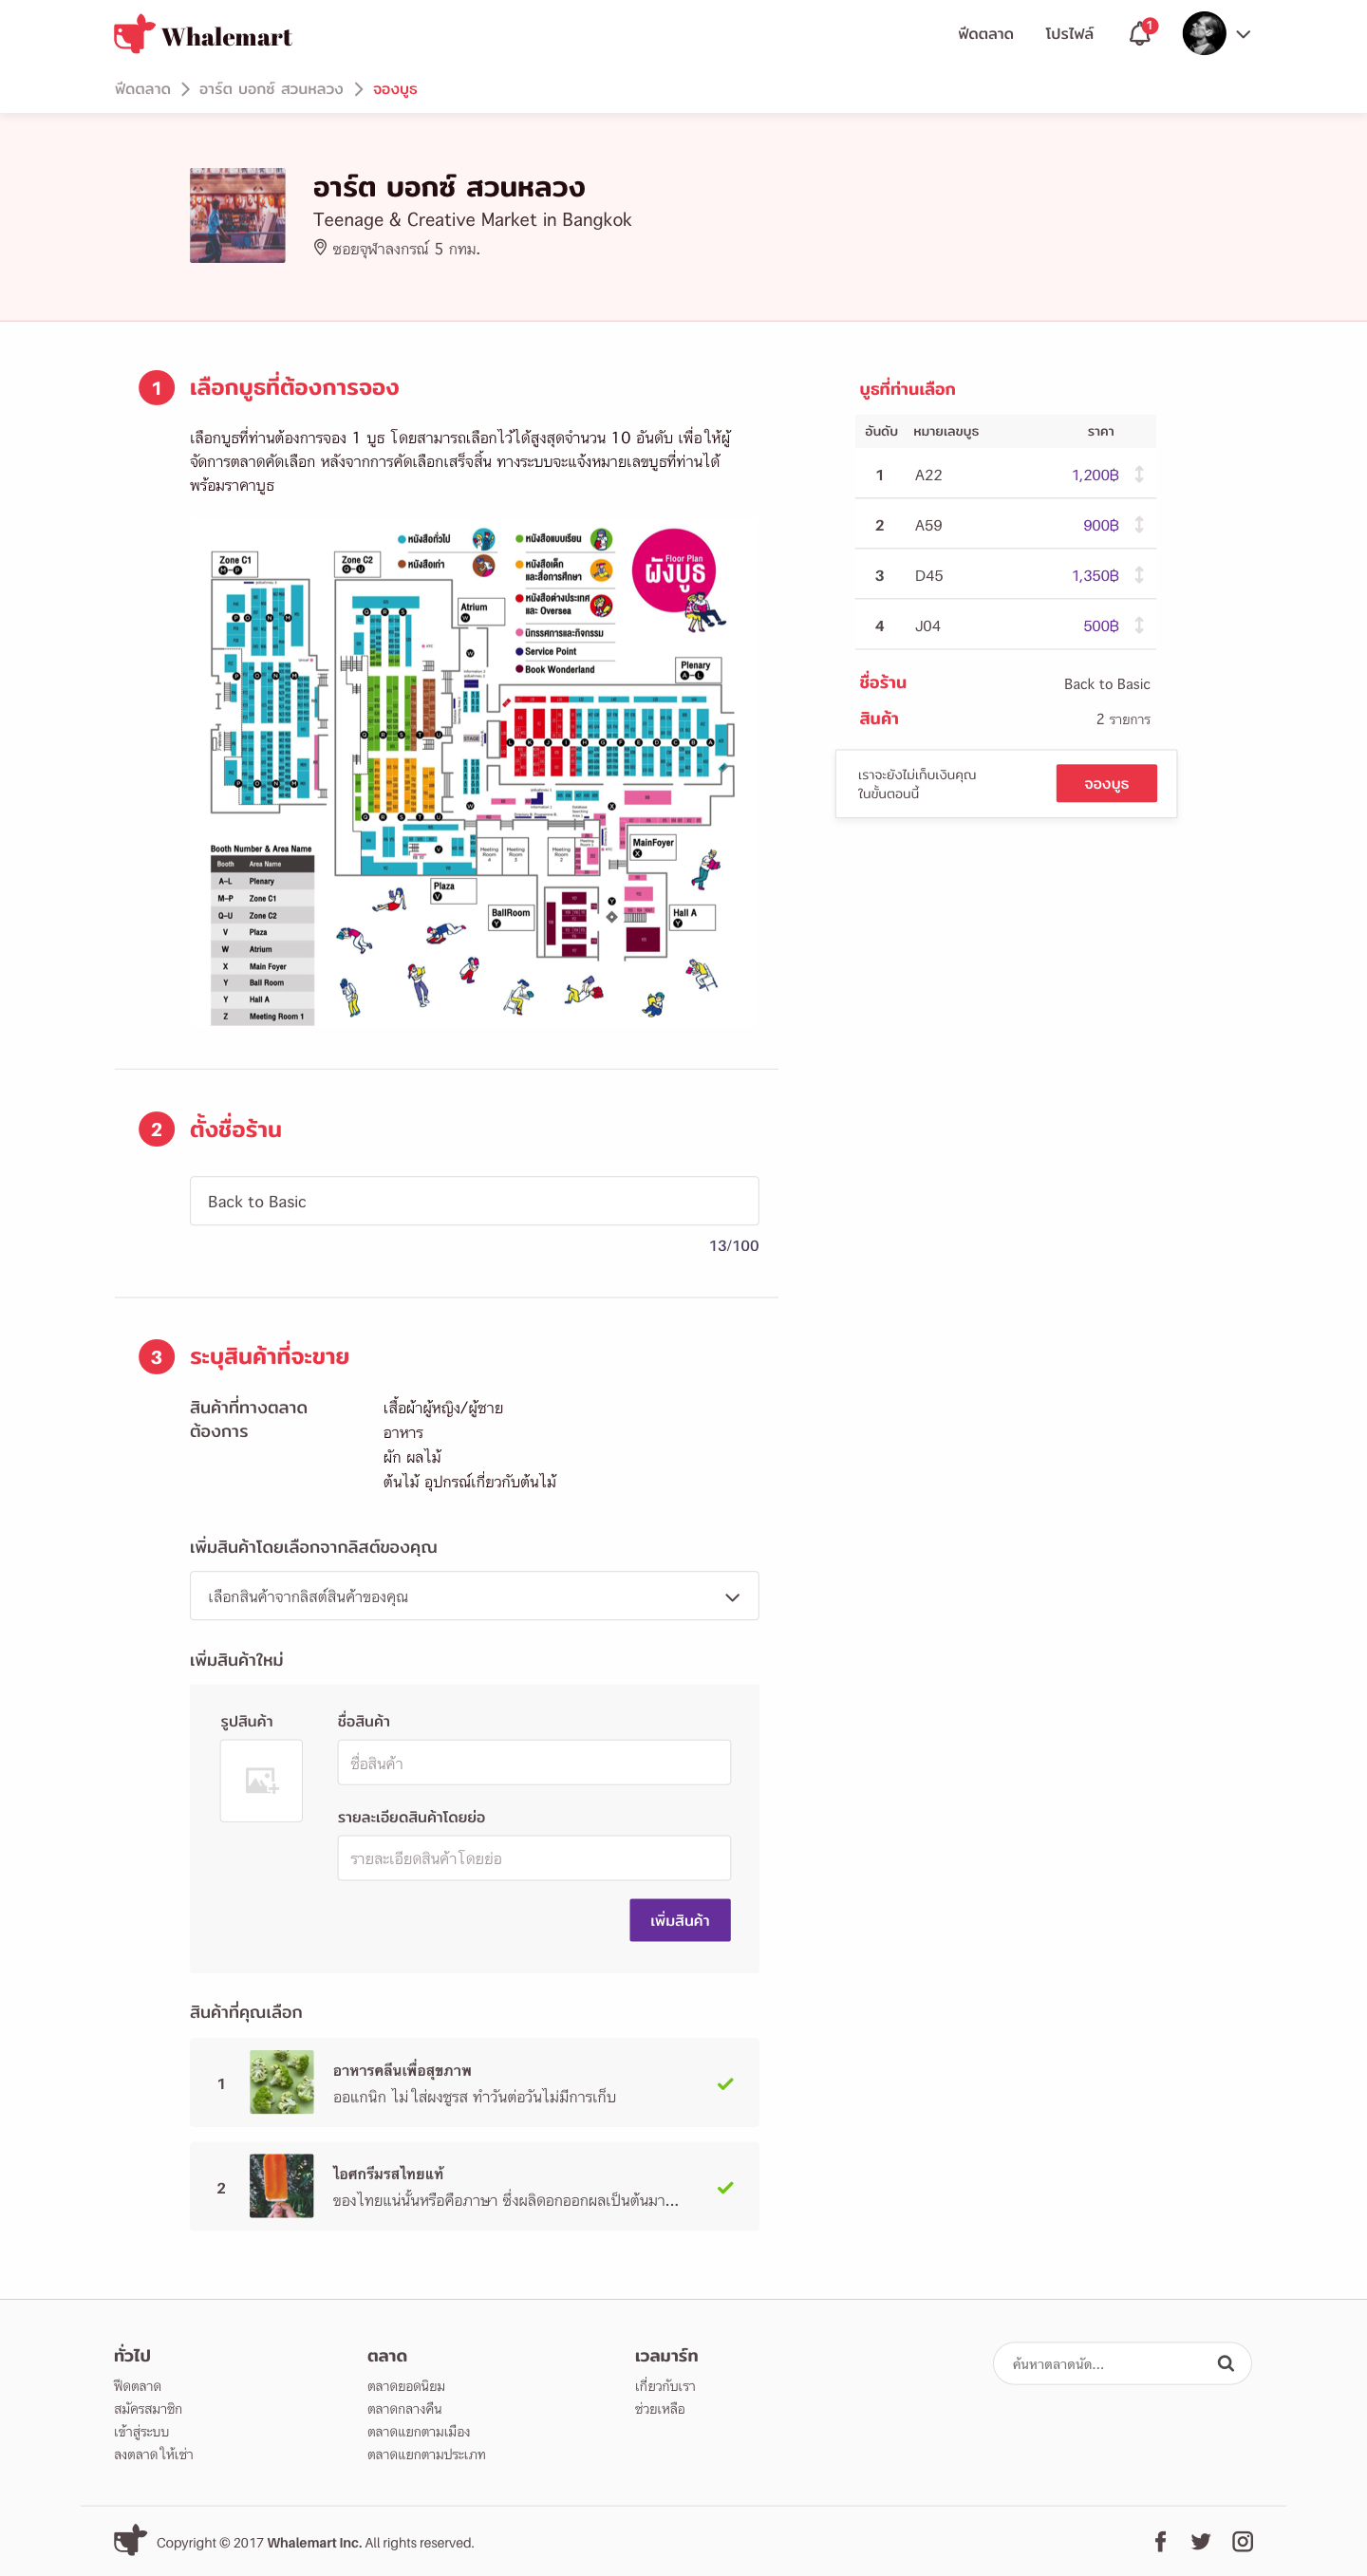 Whalemart
ฟีดตลาด
โปรไฟล์
1
ฟีดตลาด
อาร์ต บอกซ์ สวนหลวง
จองบูธ
อาร์ต บอกซ์ สวนหลวง
Teenage & Creative Market in Bangkok
ซอยจุฬาลงกรณ์ 5 กทม.
1
เลือกบูธที่ต้องการจอง
เลือกบูธที่ท่านต้องการจอง 1 บูธ โดยสามารถเลือกไว้ได้สูงสุดจำนวน 10 อันดับ เพื่อให้ผู้
จัดการตลาดคัดเลือก หลังจากการคัดเลือกเสร็จสิ้น ทางระบบจะแจ้งหมายเลขบูธที่ท่านได้
พร้อมราคาบูธ
หนังสือทั่วไป
หนังสือเก่า
หนังสือแบบเรียน
หนังสือเด็ก
และสื่อการศึกษา
หนังสือต่างประเทศ
และ Oversea
นิทรรศการและกิจกรรม
Service Point
Book Wonderland
Floor Plan
ผังบูธ
Zone C1
M–P
Zone C2
Q–U
Atrium
W
Plenary
A–L
STAGE
MainFoyer
X
Meeting
Room
4
Meeting
Room
3
Meeting
Room
2
Plaza
V
BallRoom
Y
Hall A
Y
Booth Number & Area Name
Booth Area Name
A–L Plenary
M–P Zone C1
Q–U Zone C2
V Plaza
W Atrium
X Main Foyer
Y Ball Room
Y Hall A
Z Meeting Room 1
บูธที่ท่านเลือก
อันดับ หมายเลขบูธ ราคา
1 A22 1,200฿
2 A59 900฿
3 D45 1,350฿
4 J04 500฿
ชื่อร้าน Back to Basic
สินค้า 2 รายการ
เราจะยังไม่เก็บเงินคุณ
ในขั้นตอนนี้
จองบูธ
2
ตั้งชื่อร้าน
Back to Basic
13/100
3
ระบุสินค้าที่จะขาย
สินค้าที่ทางตลาด
ต้องการ
เสื้อผ้าผู้หญิง/ผู้ชาย
อาหาร
ผัก ผลไม้
ต้นไม้ อุปกรณ์เกี่ยวกับต้นไม้
เพิ่มสินค้าโดยเลือกจากลิสต์ของคุณ
เลือกสินค้าจากลิสต์สินค้าของคุณ
เพิ่มสินค้าใหม่
รูปสินค้า
ชื่อสินค้า
ชื่อสินค้า
รายละเอียดสินค้าโดยย่อ
รายละเอียดสินค้าโดยย่อ
เพิ่มสินค้า
สินค้าที่คุณเลือก
1
อาหารคลีนเพื่อสุขภาพ
ออแกนิก ไม่ใส่ผงชูรส ทำวันต่อวันไม่มีการเก็บ
2
ไอศกรีมรสไทยแท้
ของไทยแน่นั้นหรือคือภาษา ซึ่งผลิดอกออกผลเป็นต้นมา...
ทั่วไป
ฟีดตลาด
สมัครสมาชิก
เข้าสู่ระบบ
ลงตลาดให้เช่า
ตลาด
ตลาดยอดนิยม
ตลาดกลางคืน
ตลาดแยกตามเมือง
ตลาดแยกตามประเภท
เวลมาร์ท
เกี่ยวกับเรา
ช่วยเหลือ
ค้นหาตลาดนัด...
Copyright © 2017 Whalemart Inc. All rights reserved.